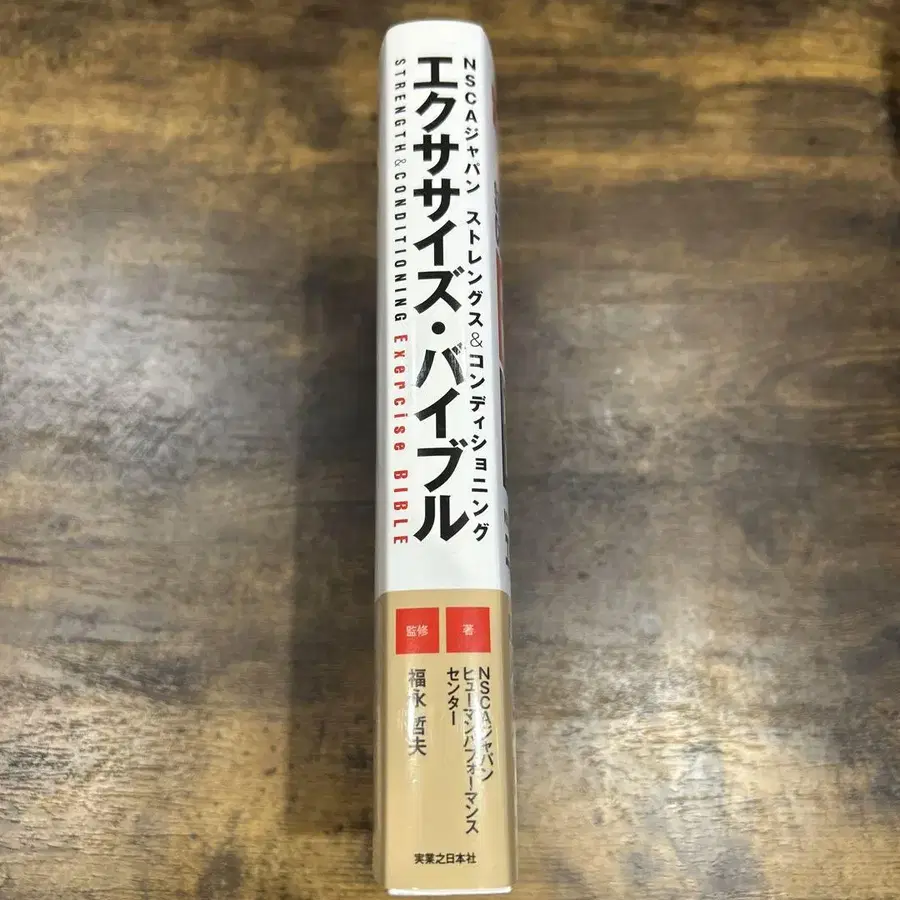 NSCAジャパン ストレングス&コンディショニング
エクササイズ・バイブル
STRENGTH & CONDITIONING Exercise BIBLE
著
NSCAジャパン
ヒューマンパフォーマンス
センター
監修
福永 哲夫
実業之日本社